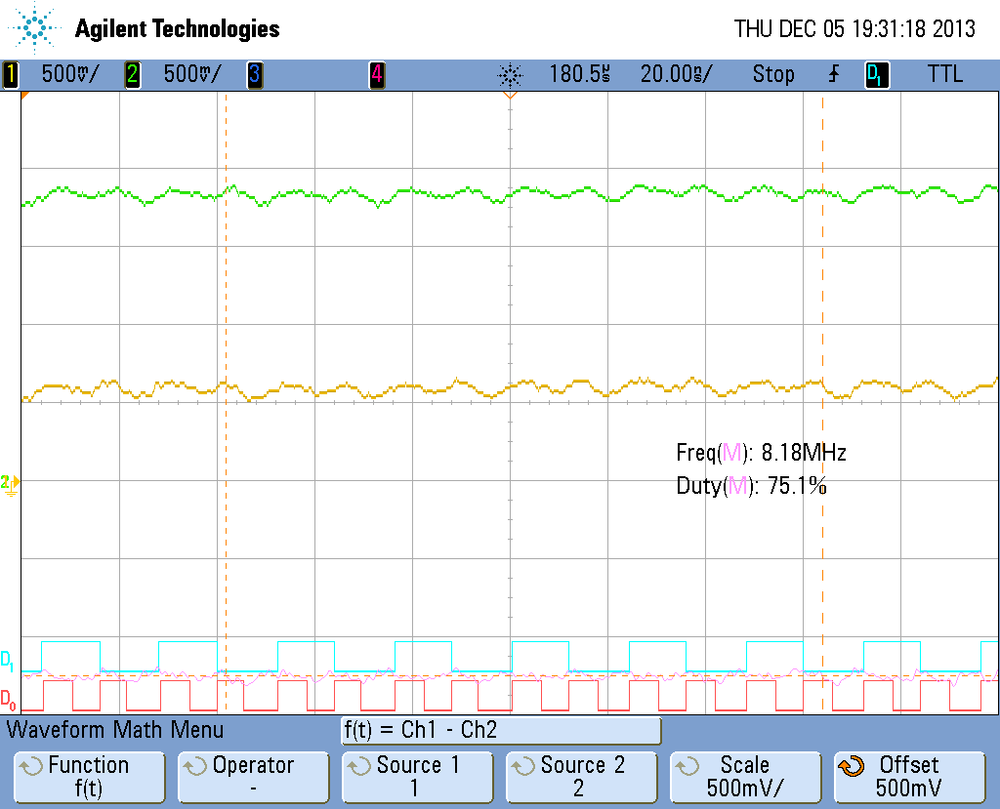 Agilent Technologies
THU DEC 05 19:31:18 2013
1 500mV/ 2 500mV/ 3 4 180.5µs 20.00ns/ Stop D1 TTL
Freq(M): 8.18MHz
Duty(M): 75.1%
2
D1
D0
Waveform Math Menu
f(t) = Ch1 - Ch2
Function
f(t)
Operator
-
Source 1
1
Source 2
2
Scale
500mV/
Offset
500mV